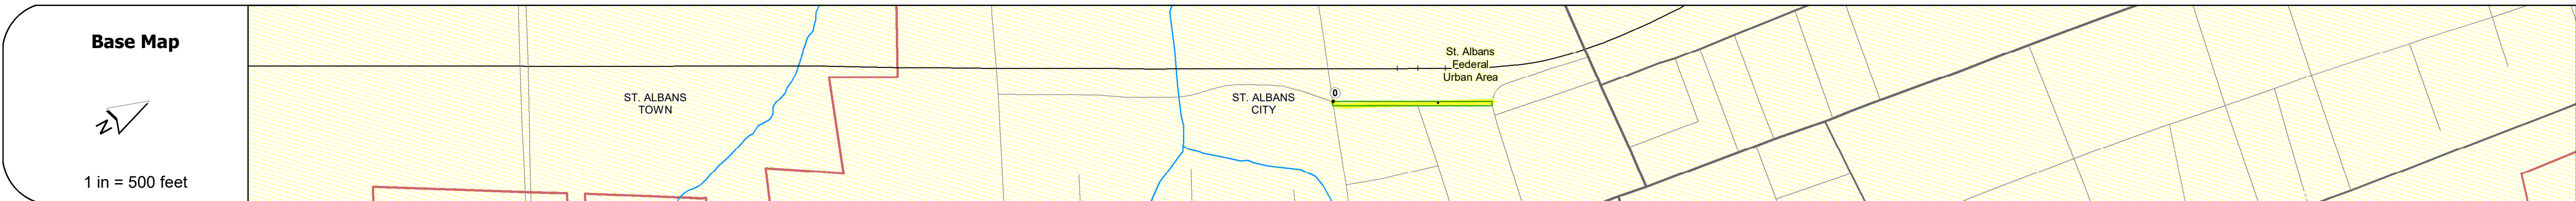 Base Map
N
1 in = 500 feet
ST. ALBANS
TOWN
ST. ALBANS
CITY
0
St. Albans
Federal
Urban Area